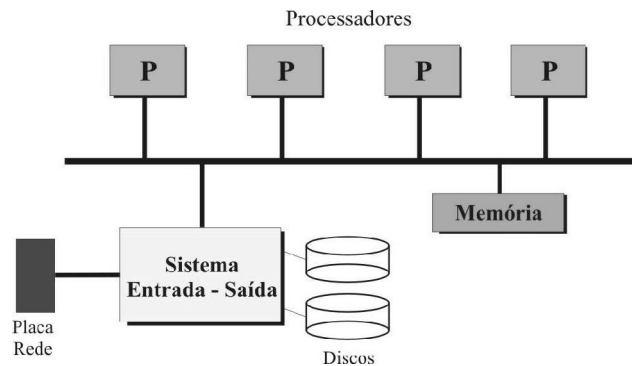 Processadores
P
P
P
P
Memória
Sistema
Entrada - Saída
Placa
Rede
Discos